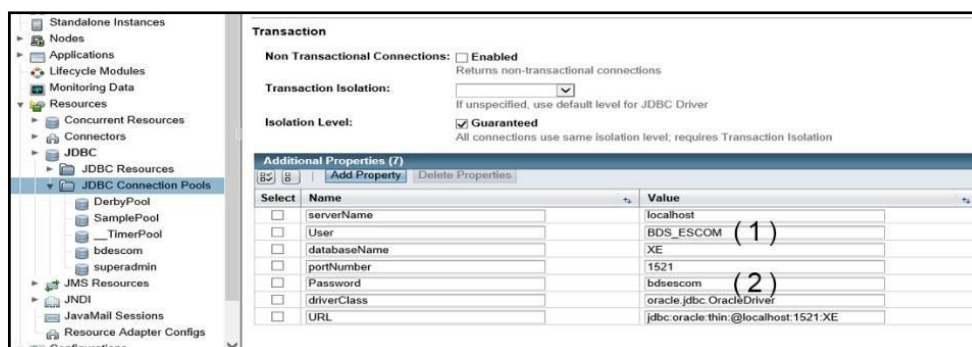 Standalone Instances
Nodes
Applications
Lifecycle Modules
Monitoring Data
Resources
Concurrent Resources
Connectors
JDBC
JDBC Resources
JDBC Connection Pools
DerbyPool
SamplePool
__TimerPool
bdescom
superadmin
JMS Resources
JNDI
JavaMail Sessions
Resource Adapter Configs
Transaction
Non Transactional Connections: Enabled
Returns non-transactional connections
Transaction Isolation:
If unspecified, use default level for JDBC Driver
Isolation Level: Guaranteed
All connections use same isolation level; requires Transaction Isolation
Additional Properties (7)
Add Property Delete Properties
Select Name Value
serverName localhost
User BDS_ESCOM (1)
databaseName XE
portNumber 1521
Password bdsescom (2)
driverClass oracle.jdbc.OracleDriver
URL jdbc:oracle:thin:@localhost:1521:XE